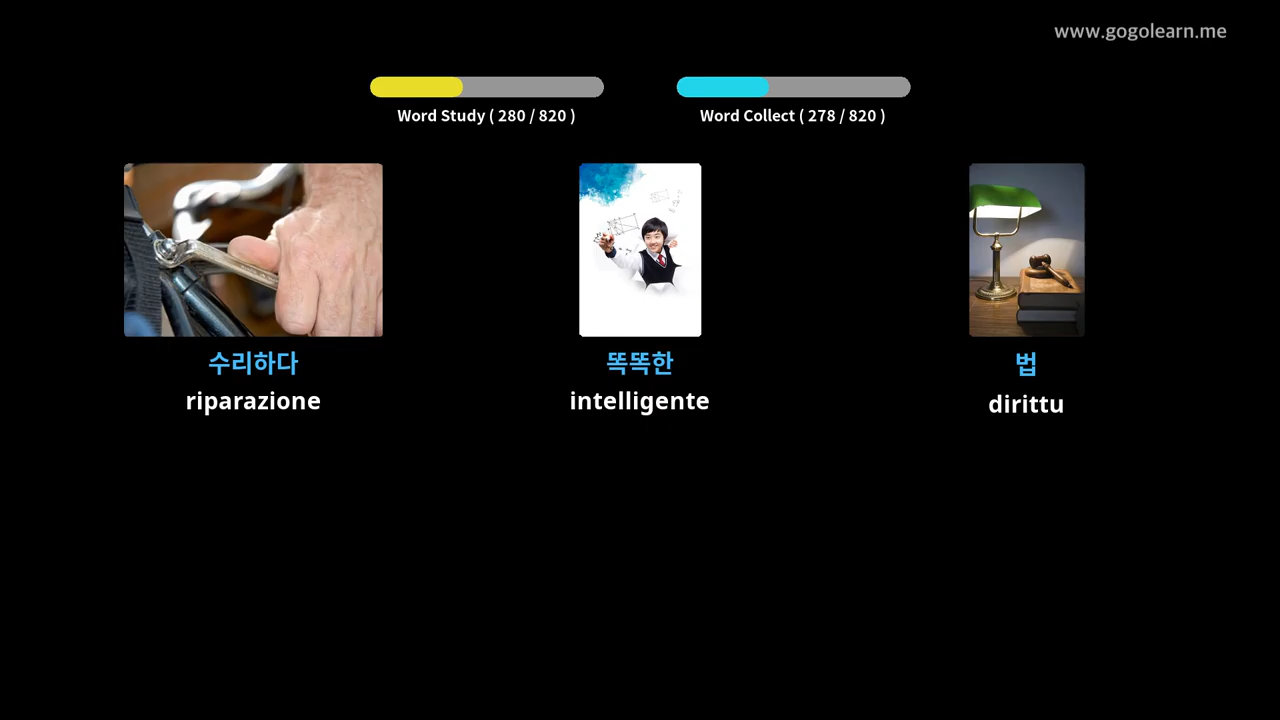 www.gogolearn.me
Word Study ( 280 / 820 )
Word Collect ( 278 / 820 )
수리하다
riparazione
똑똑한
intelligente
법
dirittu